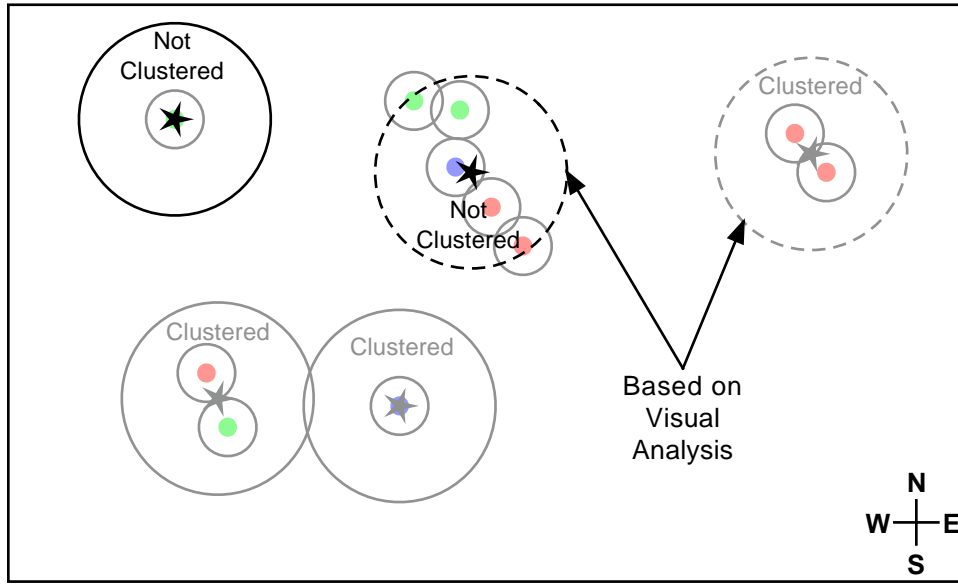 Not
Clustered
Clustered
Not
Clustered
Clustered
Clustered
Based on
Visual
Analysis
N
W
E
S